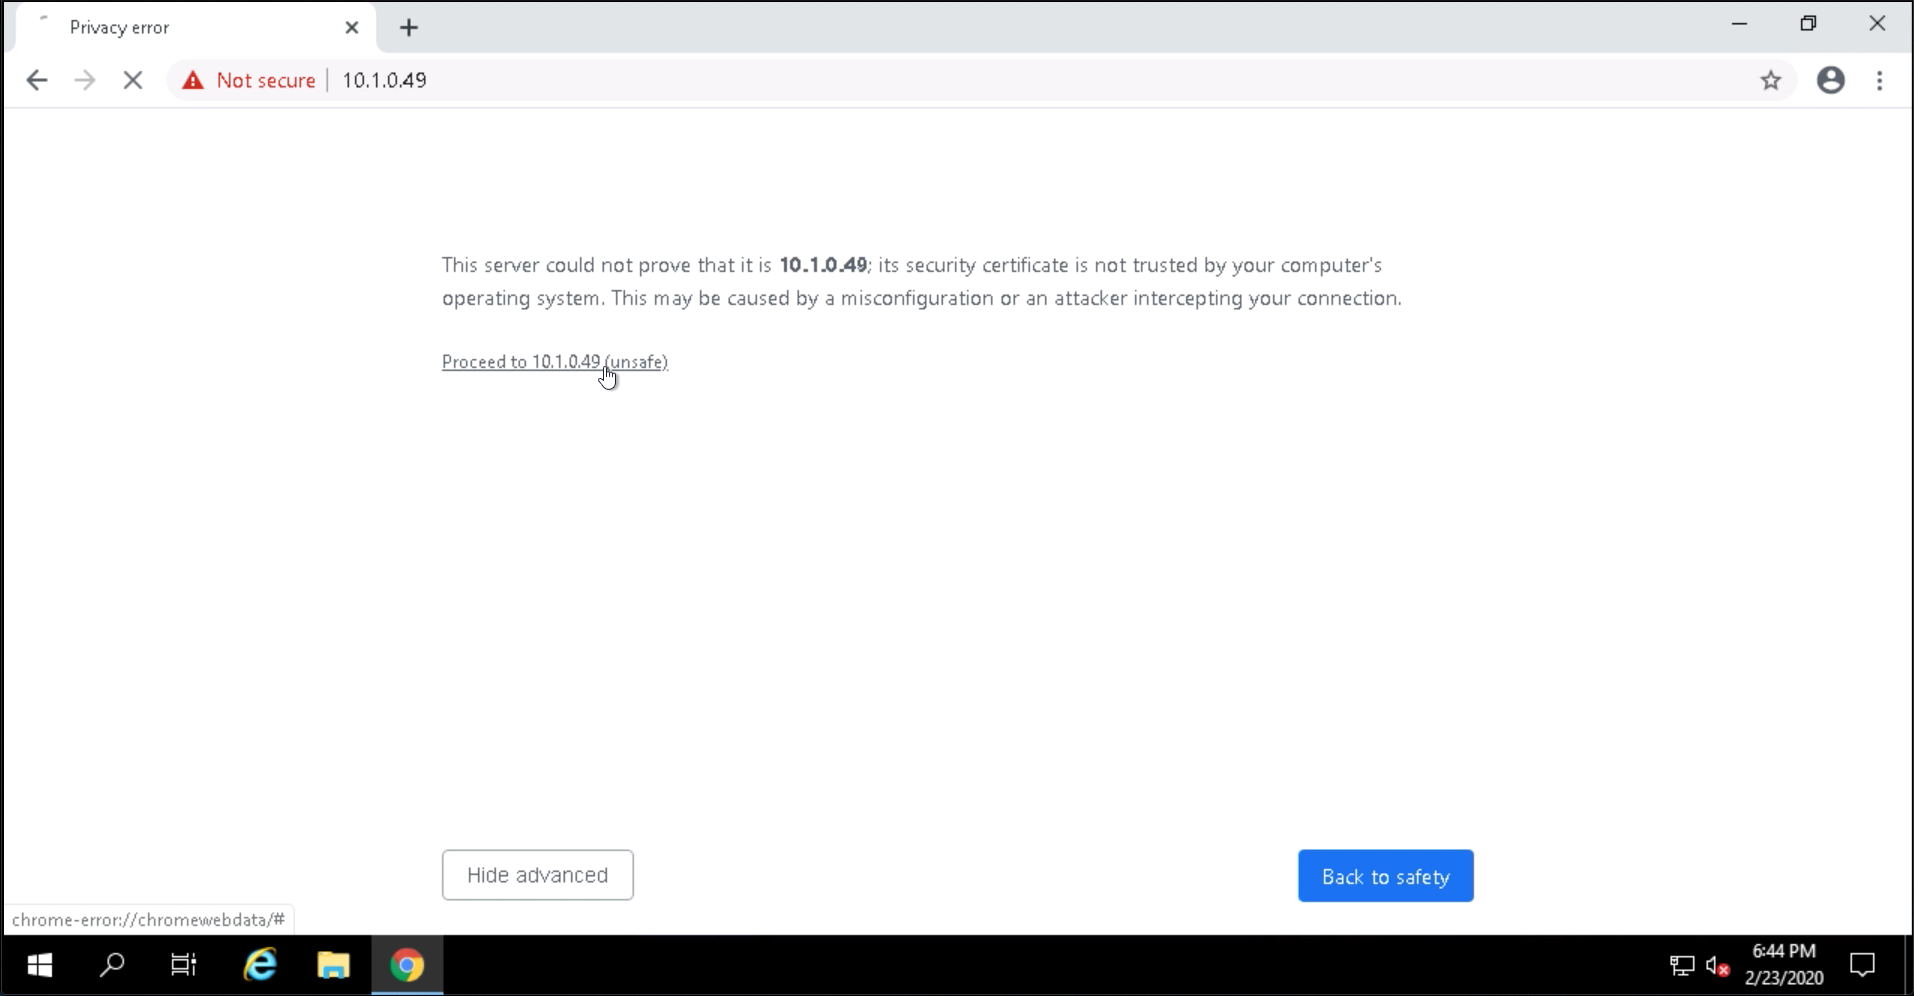 Privacy error
Not secure 10.1.0.49
This server could not prove that it is 10.1.0.49; its security certificate is not trusted by your computer's
operating system. This may be caused by a misconfiguration or an attacker intercepting your connection.
Proceed to 10.1.0.49 (unsafe)
Hide advanced
Back to safety
chrome-error://chromewebdata/#
6:44 PM
2/23/2020